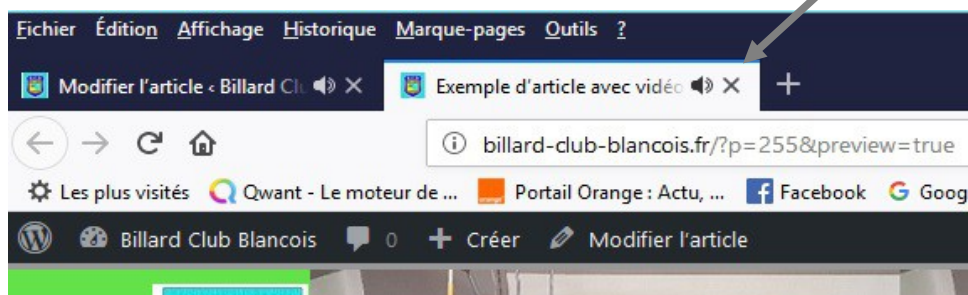 Fichier Édition Affichage Historique Marque-pages Outils ?
Modifier l'article ‹ Billard Clu Exemple d'article avec vidéo
billard-club-blancois.fr/?p=255&preview=true
Les plus visités Qwant - Le moteur de ... Portail Orange : Actu, ... Facebook Goog
Billard Club Blancois 0 Créer Modifier l'article